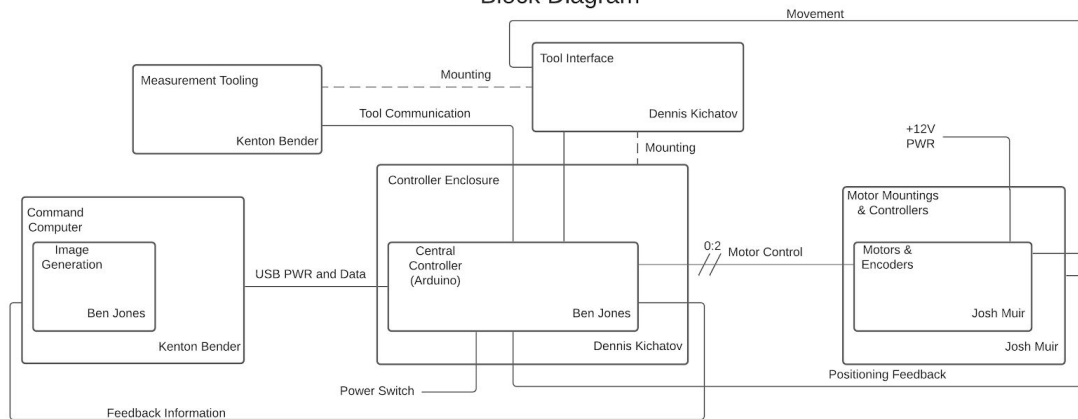 Block Diagram
Movement
Tool Interface
Dennis Kichatov
Mounting
Measurement Tooling
Kenton Bender
Tool Communication
Mounting
+12V
PWR
Controller Enclosure
Motor Mountings
& Controllers
Command
Computer
Image
Generation
Ben Jones
Kenton Bender
USB PWR and Data
Central
Controller
(Arduino)
Ben Jones
Dennis Kichatov
0:2
Motor Control
Motors &
Encoders
Josh Muir
Josh Muir
Power Switch
Positioning Feedback
Feedback Information